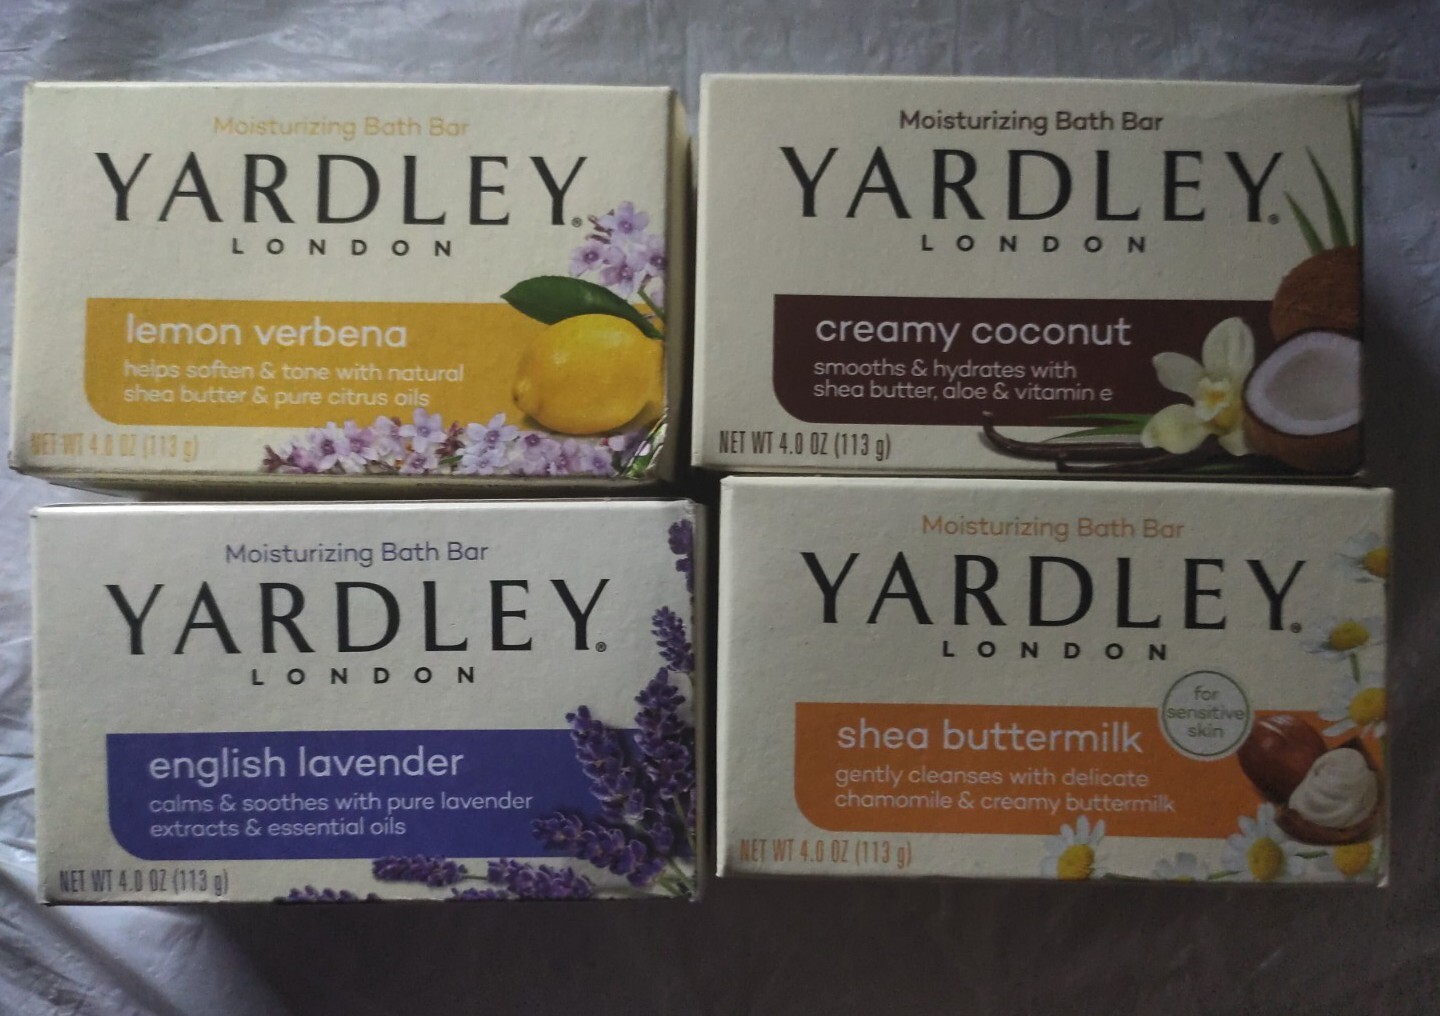 Moisturizing Bath Bar
YARDLEY®
LONDON
lemon verbena
helps soften & tone with natural
shea butter & pure citrus oils
NET WT 4.0 OZ (113 g)
Moisturizing Bath Bar
YARDLEY®
LONDON
creamy coconut
smooths & hydrates with
shea butter, aloe & vitamin e
NET WT 4.0 OZ (113 g)
Moisturizing Bath Bar
YARDLEY®
LONDON
english lavender
calms & soothes with pure lavender
extracts & essential oils
NET WT 4.0 OZ (113 g)
Moisturizing Bath Bar
YARDLEY®
LONDON
for
sensitive
skin
shea buttermilk
gently cleanses with delicate
chamomile & creamy buttermilk
NET WT 4.0 OZ (113 g)